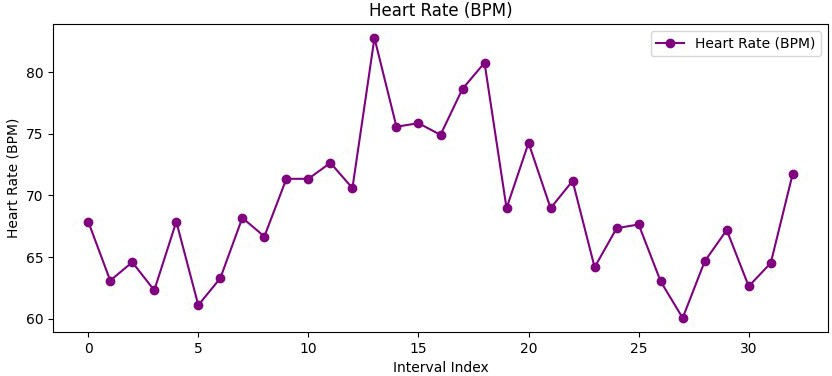 Heart Rate (BPM)
Heart Rate (BPM)
Heart Rate (BPM)
80
75
70
65
60
0 5 10 15 20 25 30
Interval Index